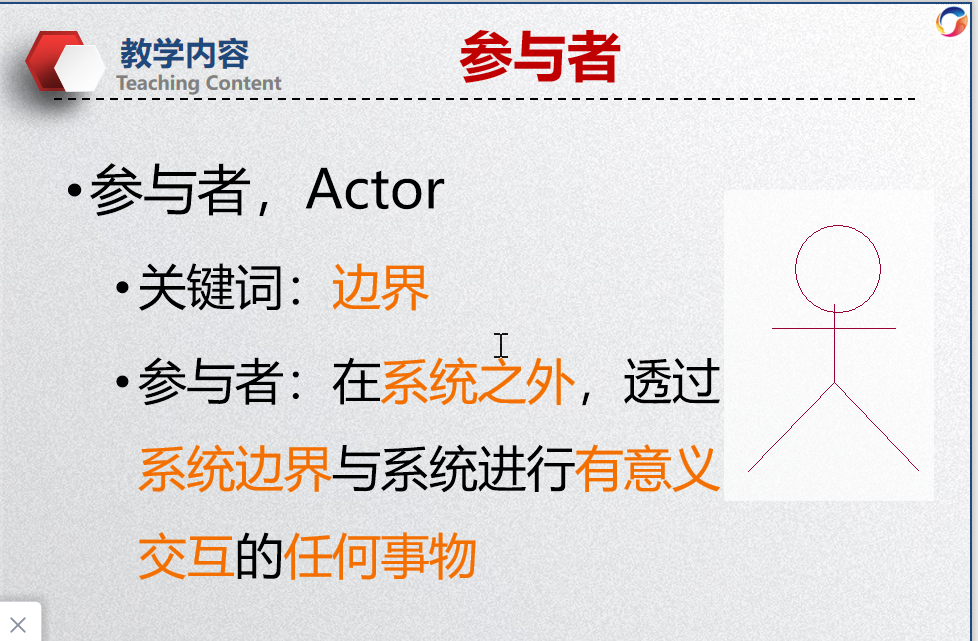 教学内容
Teaching Content
参与者
•参与者，Actor
•关键词：边界
•参与者：在系统之外，透过
系统边界与系统进行有意义
交互的任何事物